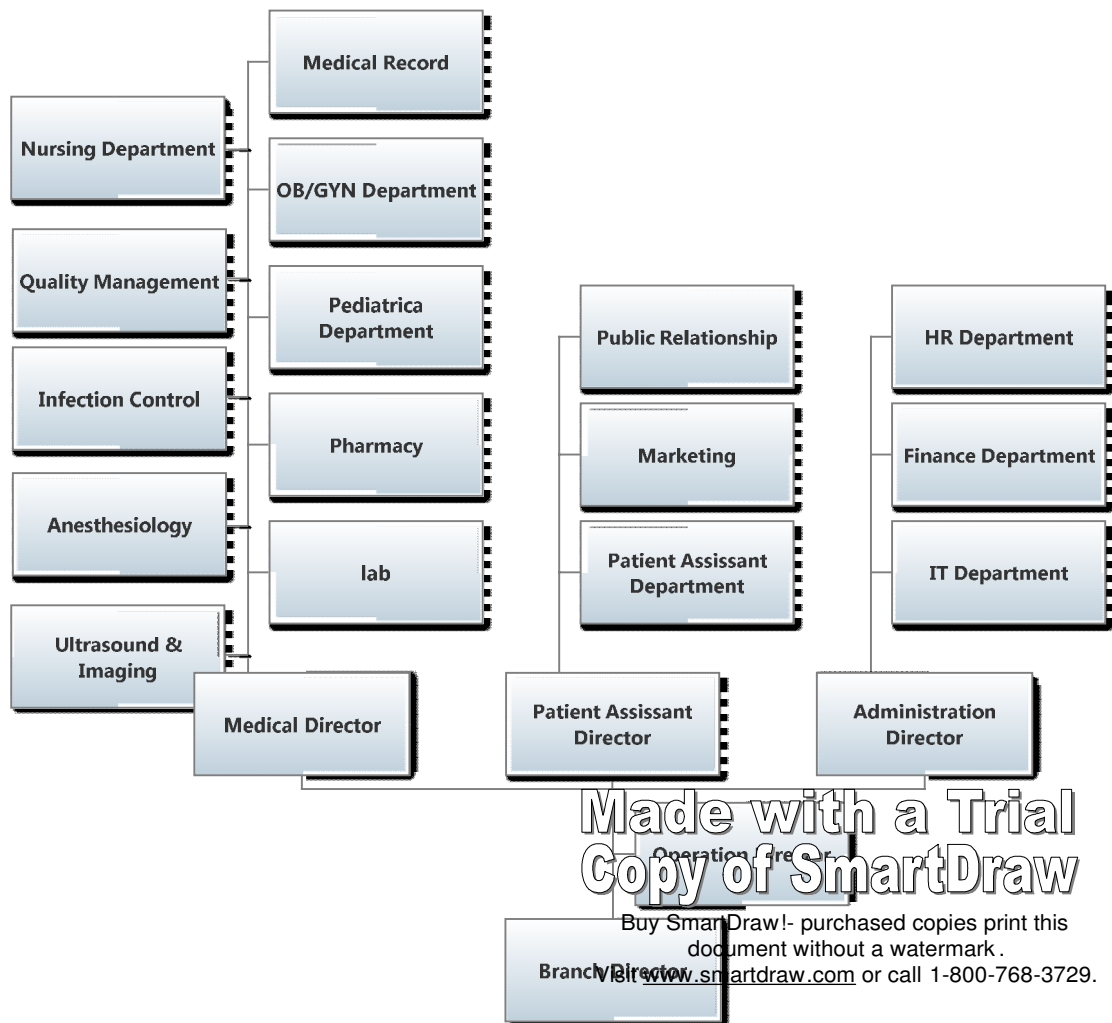 Medical Record
Nursing Department
OB/GYN Department
Quality Management
Pediatrica
Department
Public Relationship
HR Department
Infection Control
Pharmacy
Marketing
Finance Department
Anesthesiology
lab
Patient Assissant
Department
IT Department
Ultrasound &
Imaging
Medical Director
Patient Assissant
Director
Administration
Director
Made with a Trial
Copy of SmartDraw
Operation
Buy SmartDraw!- purchased copies print this
document without a watermark .
Visit www.smartdraw.com or call 1-800-768-3729.
Branch Director